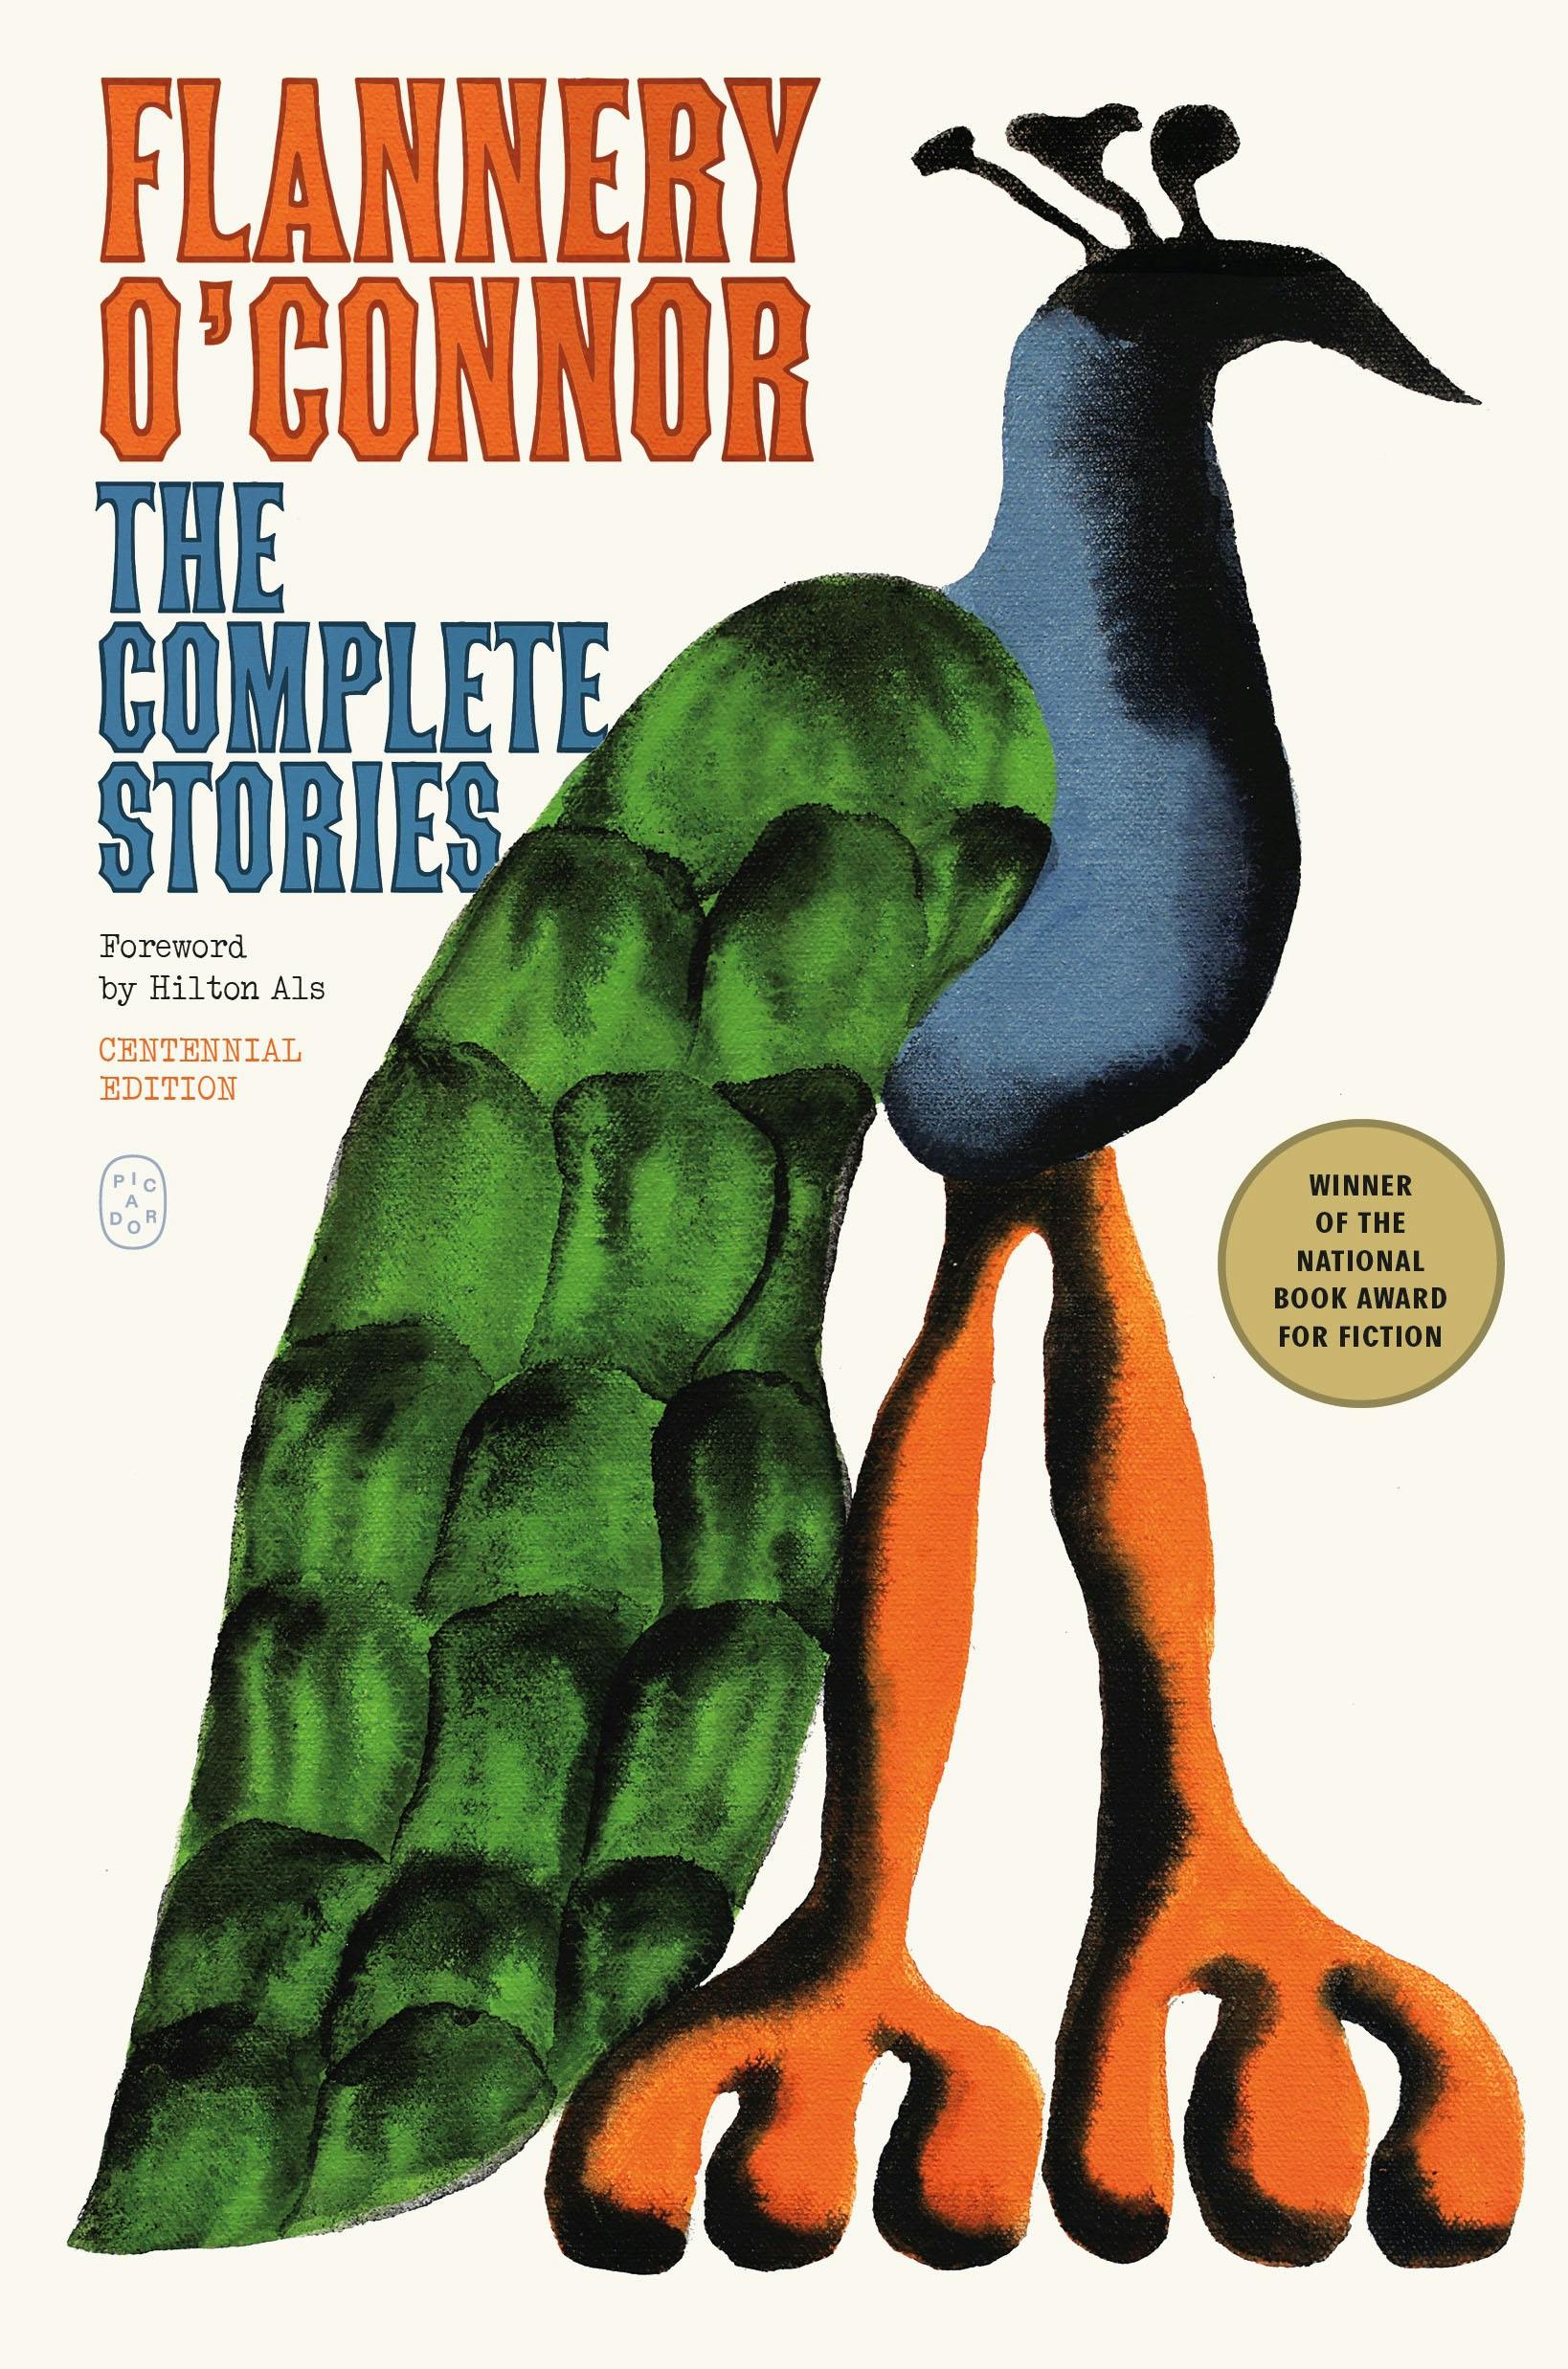 FLANNERY
O’CONNOR
THE
COMPLETE
STORIES
Foreword
by Hilton Als
CENTENNIAL
EDITION
PIC
A
DOR
WINNER
OF THE
NATIONAL
BOOK AWARD
FOR FICTION